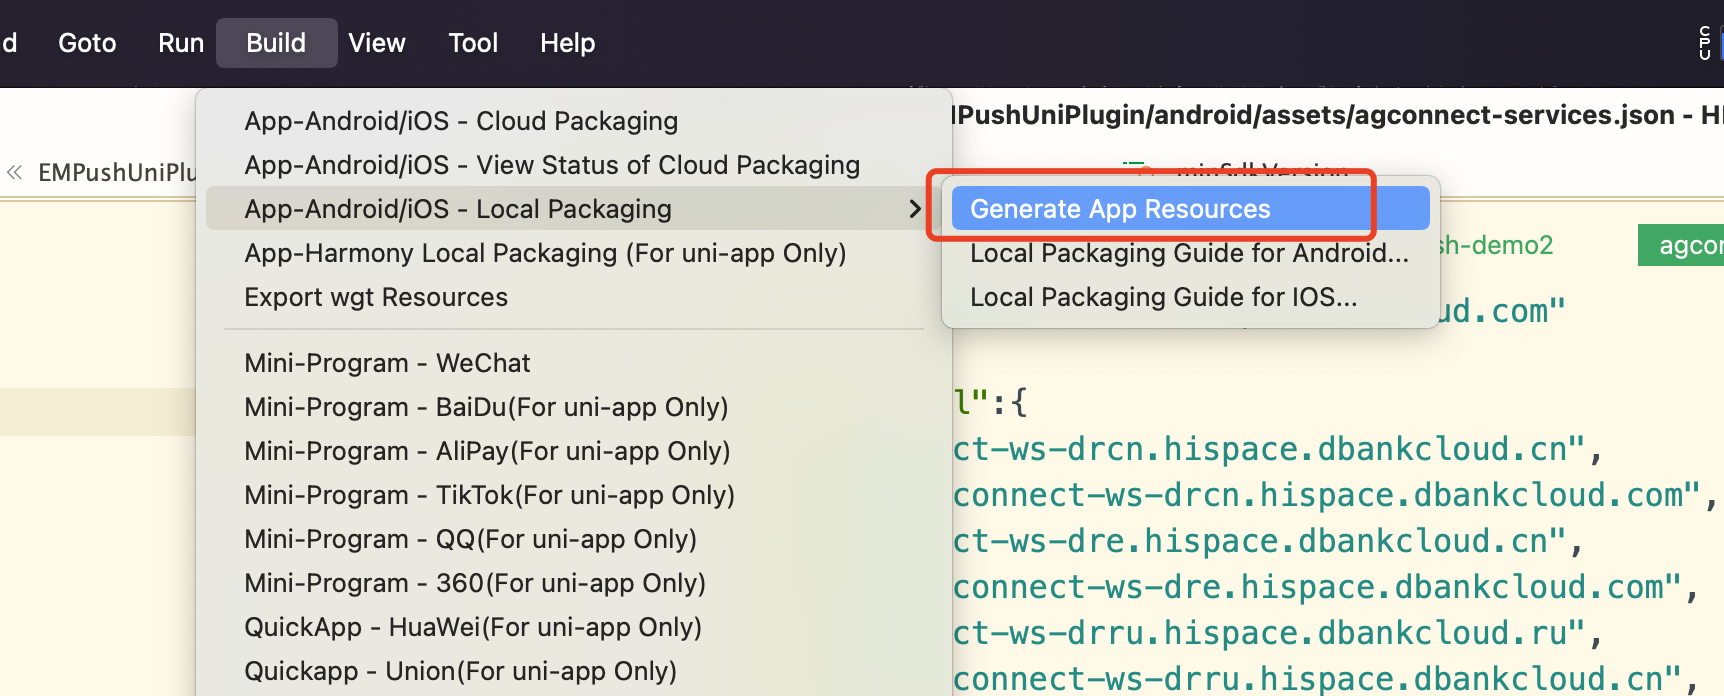 d Goto Run Build View Tool Help
CPU
PushUniPlugin/android/assets/agconnect-services.json - H
« EMPushUniPlu
minSdkVersion
App-Android/iOS - Cloud Packaging
App-Android/iOS - View Status of Cloud Packaging
App-Android/iOS - Local Packaging
App-Harmony Local Packaging (For uni-app Only)
Export wgt Resources
Mini-Program - WeChat
Mini-Program - BaiDu(For uni-app Only)
Mini-Program - AliPay(For uni-app Only)
Mini-Program - TikTok(For uni-app Only)
Mini-Program - QQ(For uni-app Only)
Mini-Program - 360(For uni-app Only)
QuickApp - HuaWei(For uni-app Only)
Quickapp - Union(For uni-app Only)
Generate App Resources
Local Packaging Guide for Android...
Local Packaging Guide for IOS...
sh-demo2
agcon
ud.com"
l":{
ct-ws-drcn.hispace.dbankcloud.cn",
connect-ws-drcn.hispace.dbankcloud.com",
ct-ws-dre.hispace.dbankcloud.cn",
connect-ws-dre.hispace.dbankcloud.com",
ct-ws-drru.hispace.dbankcloud.ru",
connect-ws-drru.hispace.dbankcloud.cn",